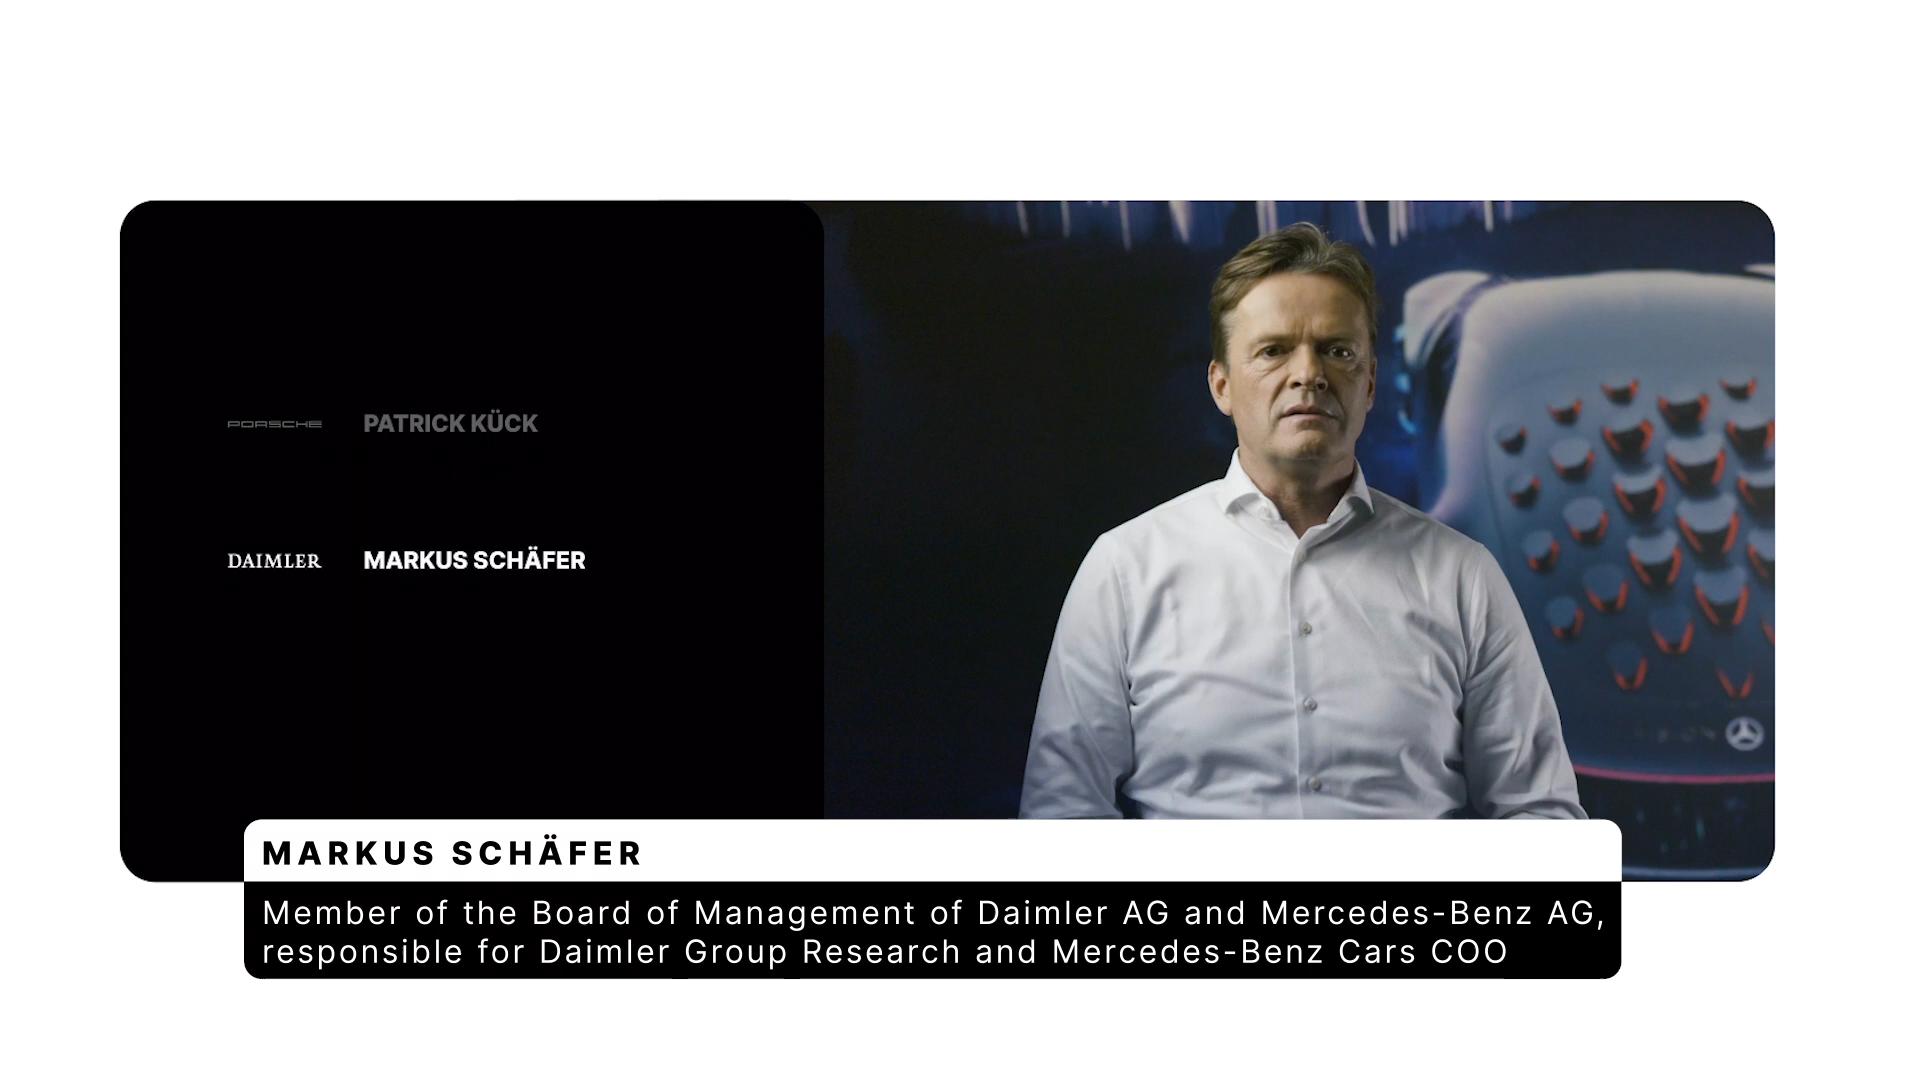 PORSCHE PATRICK KÜCK
DAIMLER MARKUS SCHÄFER
MARKUS SCHÄFER
Member of the Board of Management of Daimler AG and Mercedes-Benz AG,
responsible for Daimler Group Research and Mercedes-Benz Cars COO